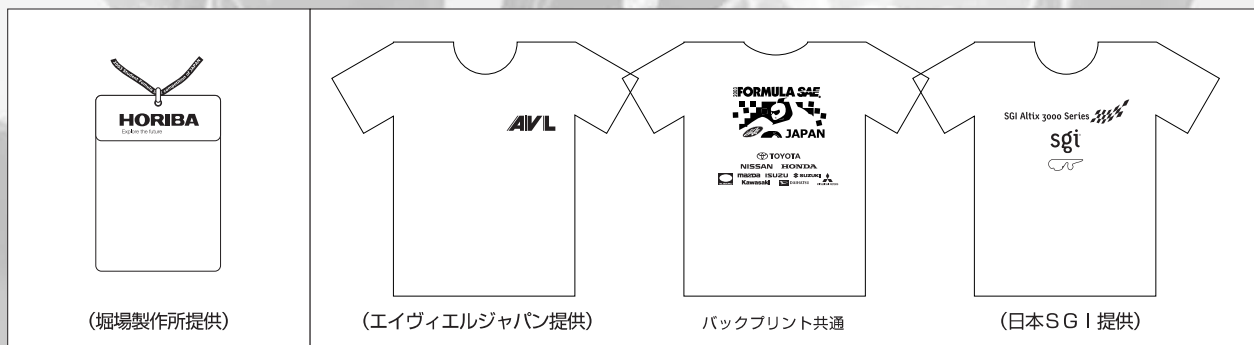 HORIBA
Explore the future
(堀場製作所提供)
AVL
(エイヴィエルジャパン提供)
2003 FORMULA SAE
JAPAN
TOYOTA
NISSAN HONDA
mazda ISUZU SUZUKI
Kawasaki DAIHATSU
バックプリント共通
SGI Altix 3000 Series
sgi
(日本SGI提供)